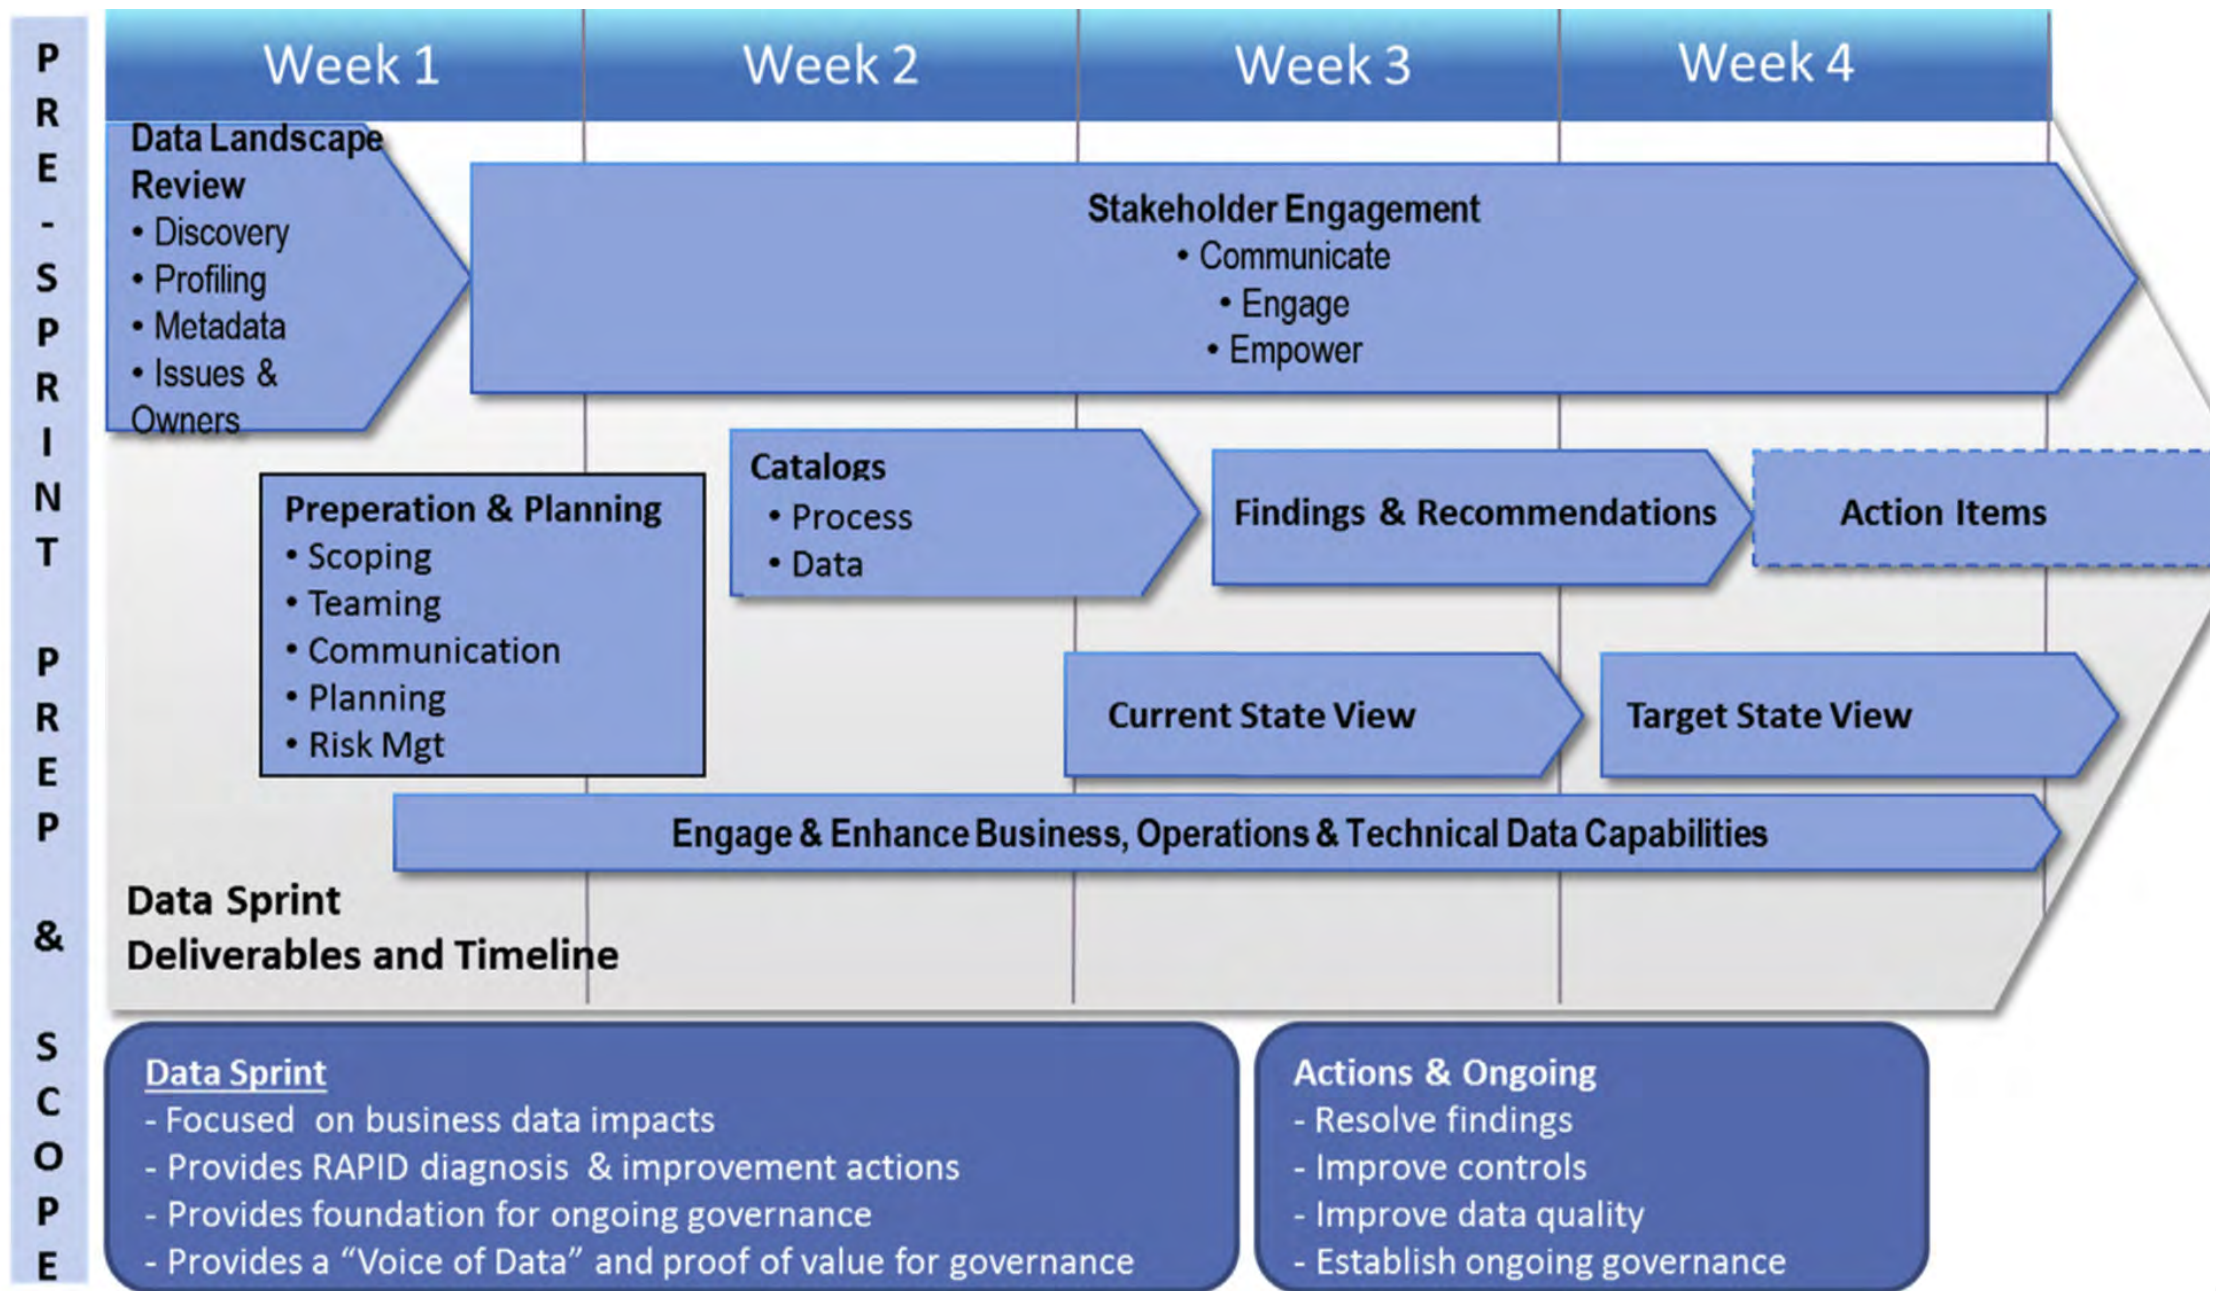 PRE-SPRINT PREP & SCOPE
Week 1
Week 2
Week 3
Week 4
Data Landscape
Review
• Discovery
• Profiling
• Metadata
• Issues &
Owners
Stakeholder Engagement
• Communicate
• Engage
• Empower
Preperation & Planning
• Scoping
• Teaming
• Communication
• Planning
• Risk Mgt
Catalogs
• Process
• Data
Findings & Recommendations
Action Items
Current State View
Target State View
Engage & Enhance Business, Operations & Technical Data Capabilities
Data Sprint
Deliverables and Timeline
Data Sprint
- Focused on business data impacts
- Provides RAPID diagnosis & improvement actions
- Provides foundation for ongoing governance
- Provides a “Voice of Data” and proof of value for governance
Actions & Ongoing
- Resolve findings
- Improve controls
- Improve data quality
- Establish ongoing governance